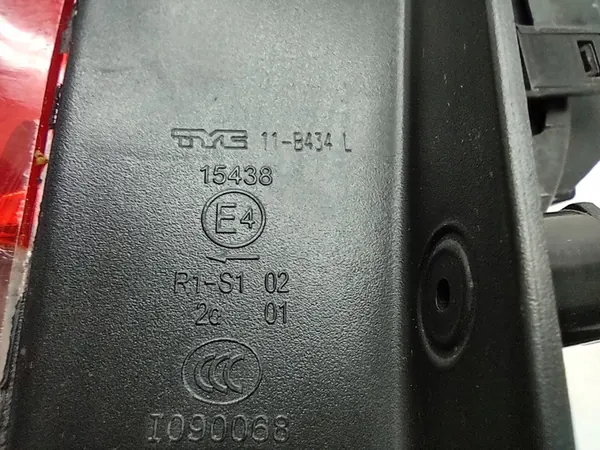 TYC 11-B434 L
15438
E4
R1-S1 02
2a 01
CCC
I090068